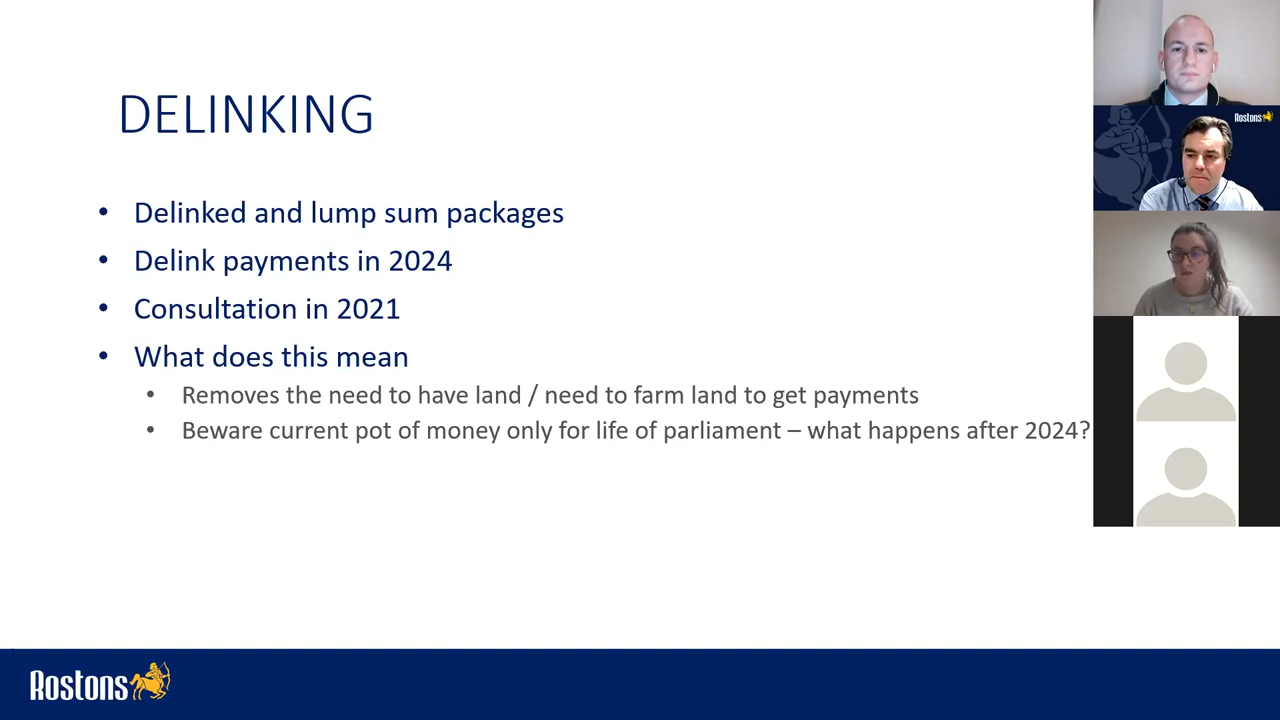 DELINKING
• Delinked and lump sum packages
• Delink payments in 2024
• Consultation in 2021
• What does this mean
• Removes the need to have land / need to farm land to get payments
• Beware current pot of money only for life of parliament – what happens after 2024?
Rostons
Rostons